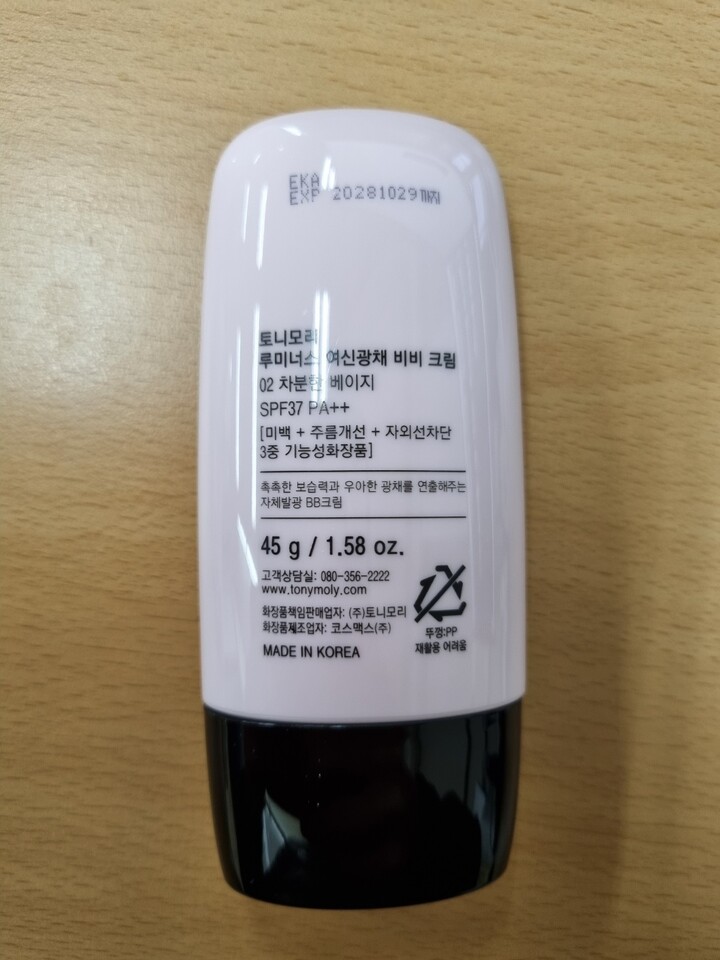 EKA
EXP 20281029까지
토니모리
루미너스 여신광채 비비 크림
02 차분한 베이지
SPF37 PA++
[미백 + 주름개선 + 자외선차단
3중 기능성화장품]
촉촉한 보습력과 우아한 광채를 연출해주는
자체발광 BB크림
45 g / 1.58 oz.
고객상담실: 080-356-2222
www.tonymoly.com
화장품책임판매업자: (주)토니모리
화장품제조업자: 코스맥스(주)
MADE IN KOREA
뚜껑:PP
재활용 어려움